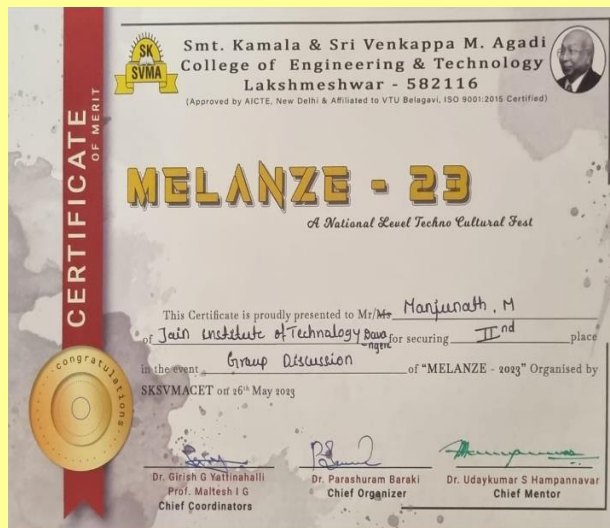 SK
SVMA
Smt. Kamala & Sri Venkappa M. Agadi
College of Engineering & Technology
Lakshmeshwar - 582116
(Approved by AICTE, New Delhi & Affiliated to VTU Belagavi, ISO 9001:2015 Certified)
CERTIFICATE
OF MERIT
MELANZE - 23
A National Level Techno Cultural Fest
This Certificate is proudly presented to Mr/Ms Manjunath. M
of Jain Institute of Technology Davangere for securing IInd place
in the event Group Discussion of "MELANZE - 2023" Organised by
SKSVMACET on 26th May 2023
congratulations
Dr. Girish G Yattinahalli Dr. Parashuram Baraki Dr. Udaykumar S Hampannavar
Prof. Maltesh I G Chief Organizer Chief Mentor
Chief Coordinators